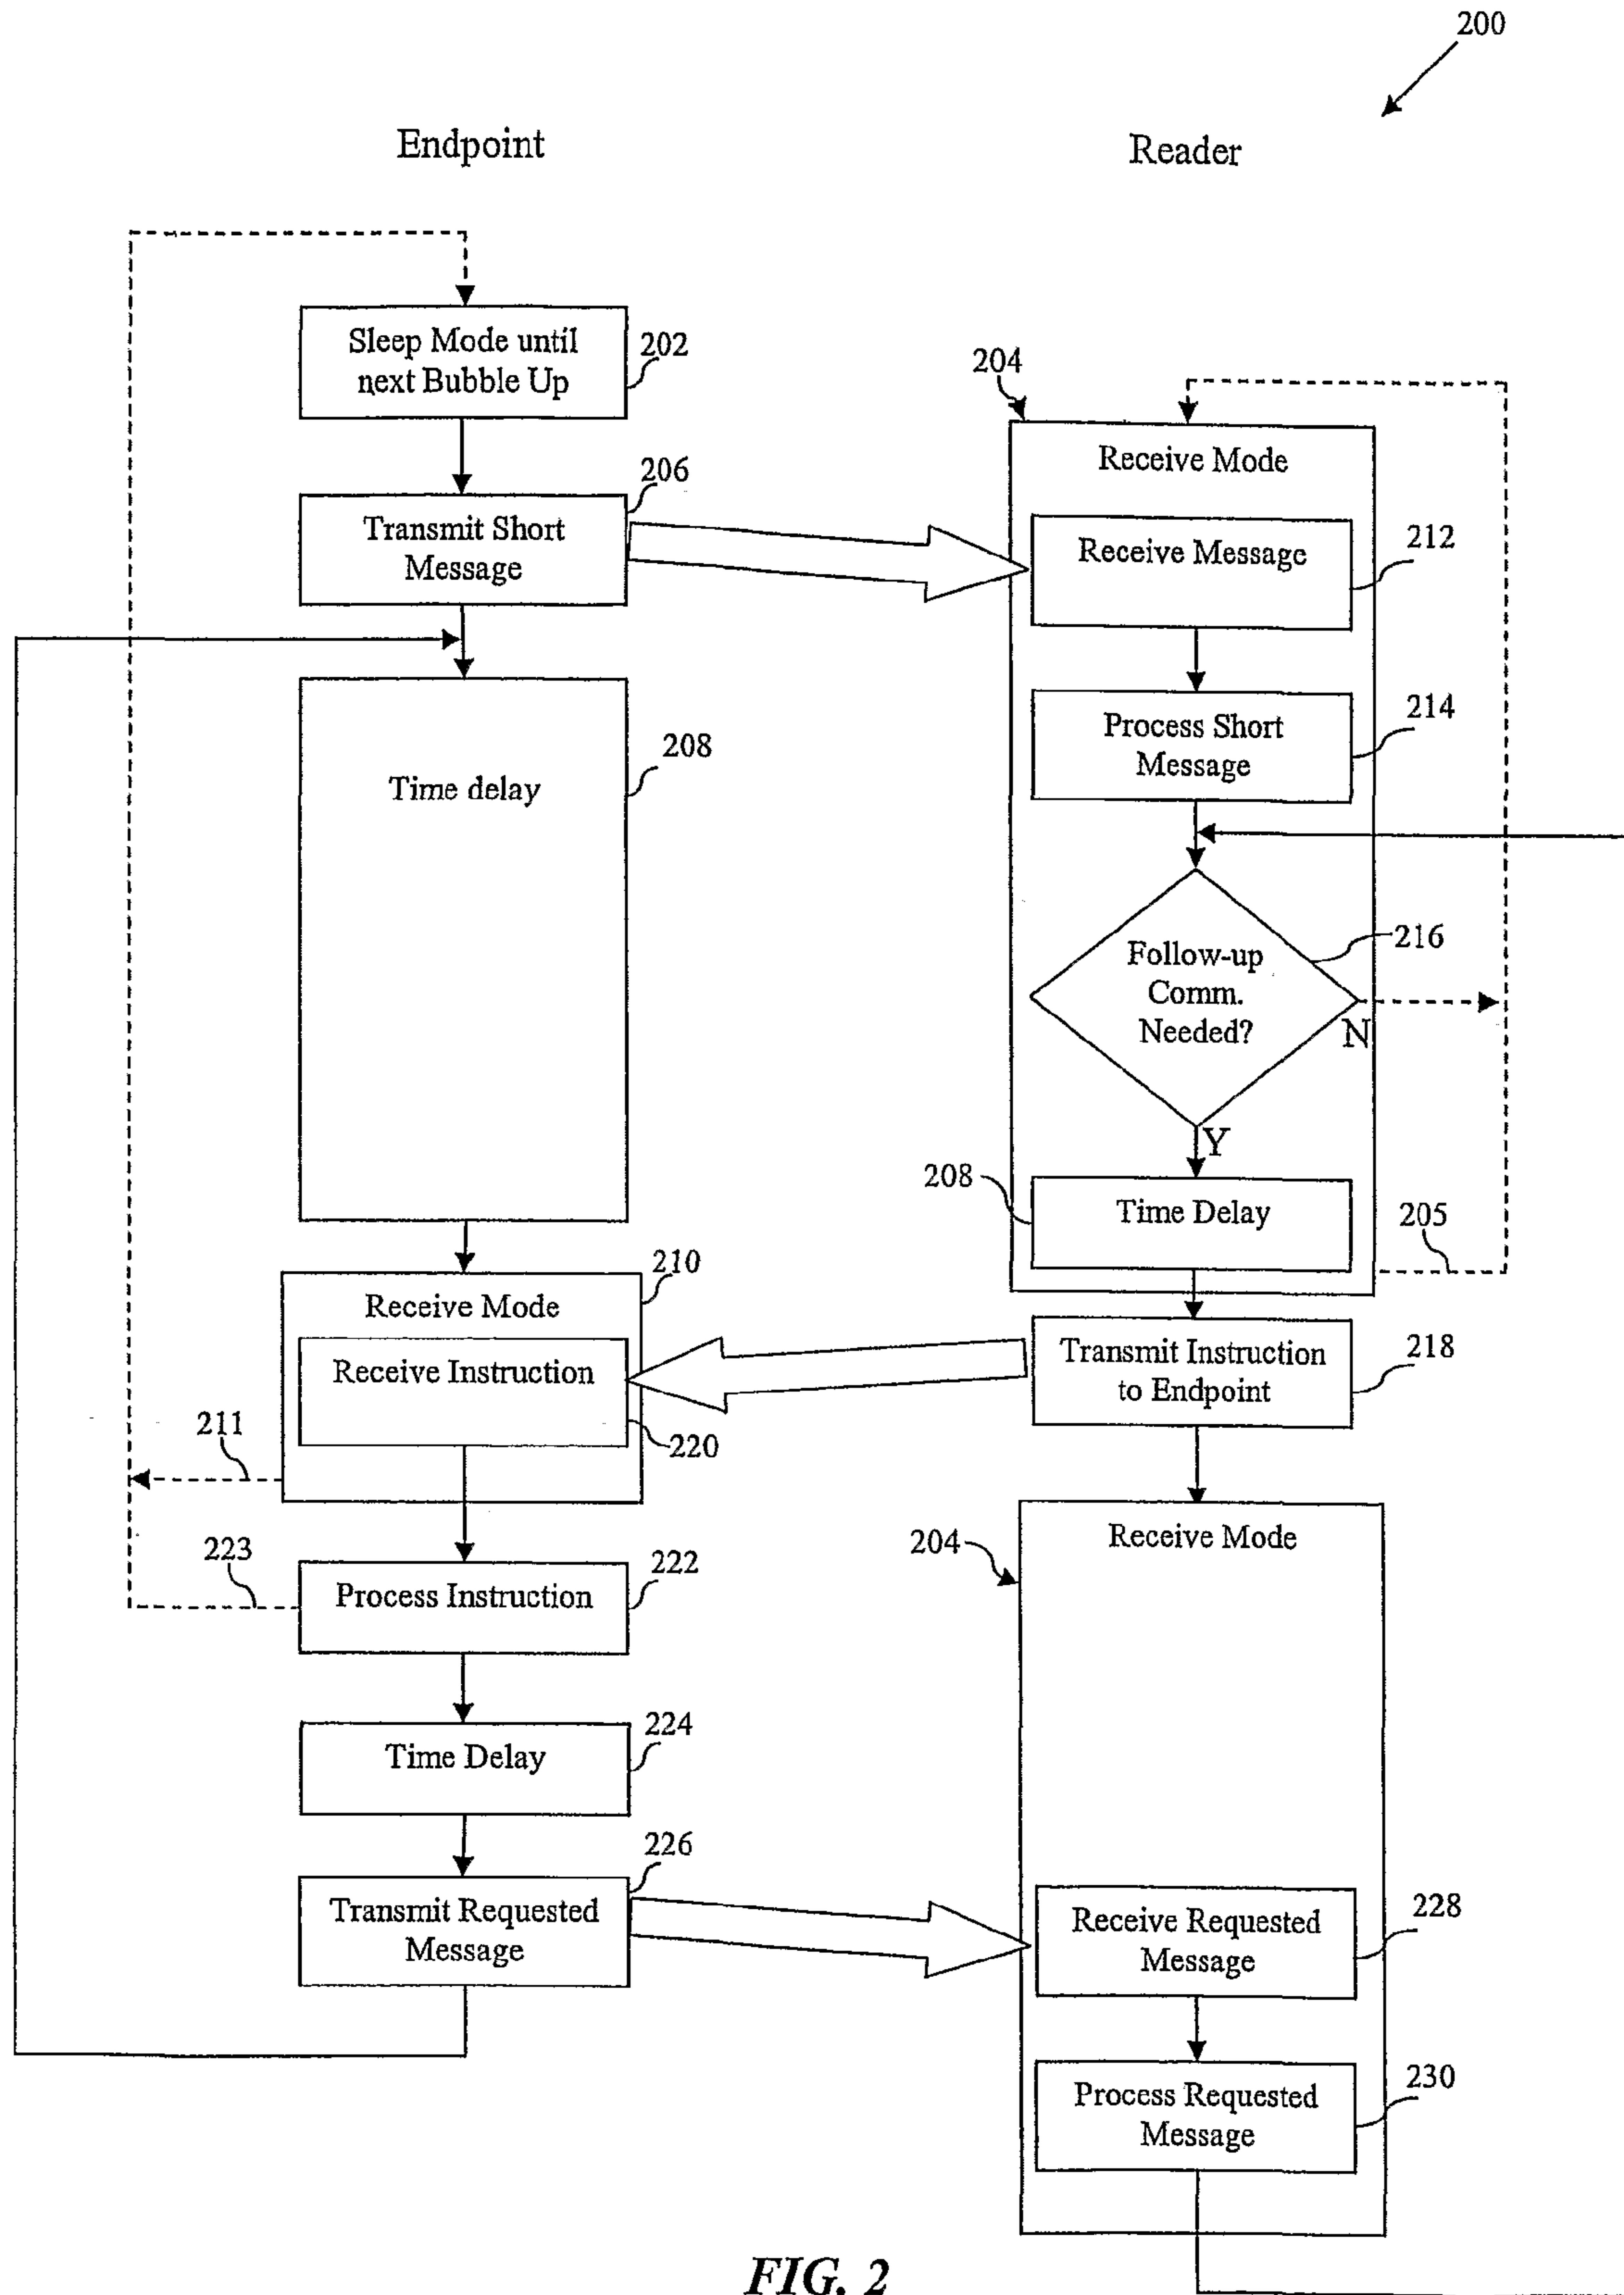 200
Endpoint
Reader
Sleep Mode until
next Bubble Up
202
204
Receive Mode
206
Transmit Short
Message
Receive Message
212
Process Short
Message
214
Time delay
208
Follow-up
Comm.
Needed?
216
N
Y
208
Time Delay
205
210
Receive Mode
Receive Instruction
220
211
Transmit Instruction
to Endpoint
218
204
Receive Mode
223
Process Instruction
222
Time Delay
224
226
Transmit Requested
Message
Receive Requested
Message
228
Process Requested
Message
230
FIG. 2